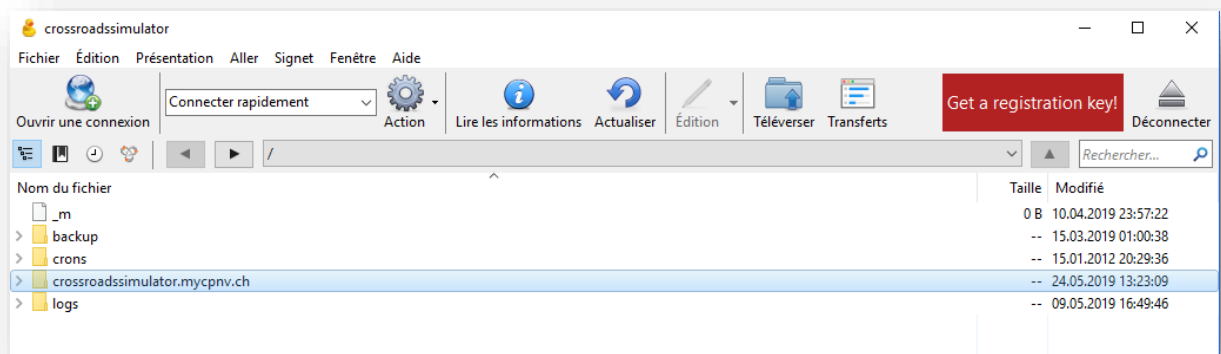 crossroadssimulator
Fichier Édition Présentation Aller Signet Fenêtre Aide
Ouvrir une connexion
Connecter rapidement
Action
Lire les informations
Actualiser
Édition
Téléverser
Transferts
Get a registration key!
Déconnecter
/
Rechercher...
Nom du fichier Taille Modifié
_m 0 B 10.04.2019 23:57:22
backup -- 15.03.2019 01:00:38
crons -- 15.01.2012 20:29:36
crossroadssimulator.mycpnv.ch -- 24.05.2019 13:23:09
logs -- 09.05.2019 16:49:46